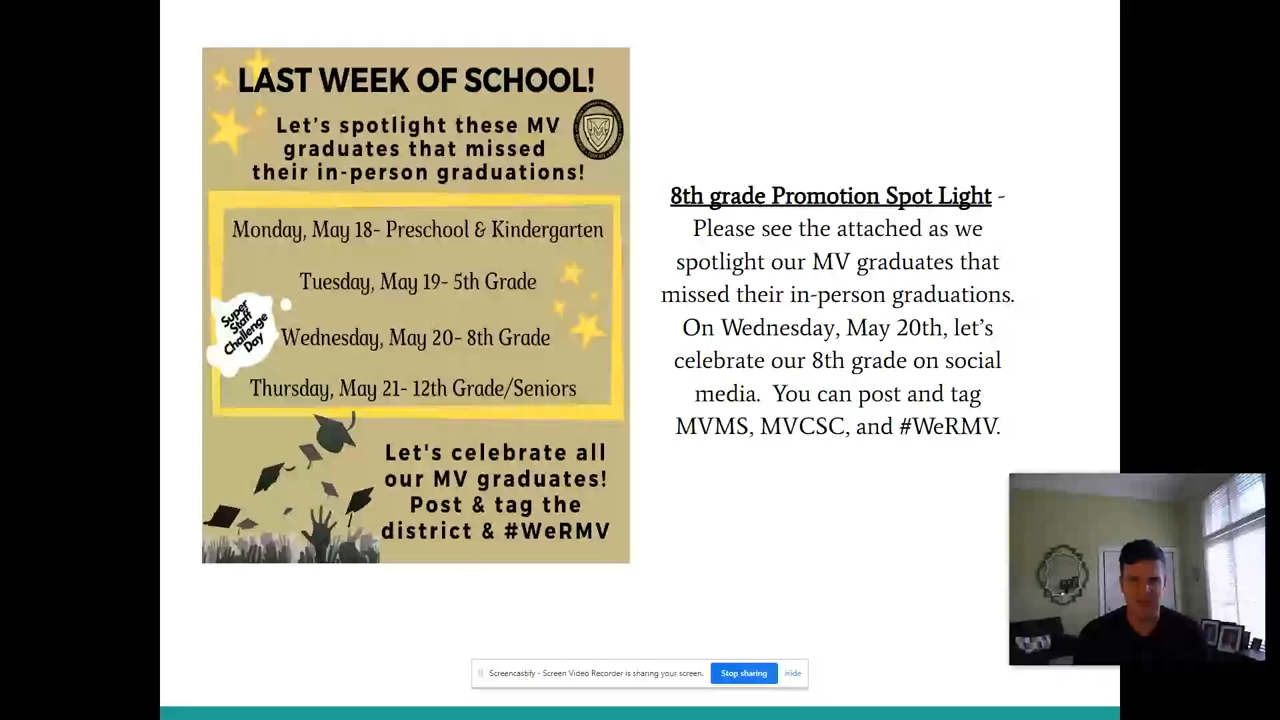 LAST WEEK OF SCHOOL!
Let's spotlight these MV
graduates that missed
their in-person graduations!
Monday, May 18- Preschool & Kindergarten
Tuesday, May 19- 5th Grade
Super
Staff
Challenge
Day
Wednesday, May 20- 8th Grade
Thursday, May 21- 12th Grade/Seniors
Let's celebrate all
our MV graduates!
Post & tag the
district & #WeRMV
8th grade Promotion Spot Light -
Please see the attached as we
spotlight our MV graduates that
missed their in-person graduations.
On Wednesday, May 20th, let’s
celebrate our 8th grade on social
media.  You can post and tag
MVMS, MVCSC, and #WeRMV.
Screencastify - Screen Video Recorder is sharing your screen.
Stop sharing
Hide